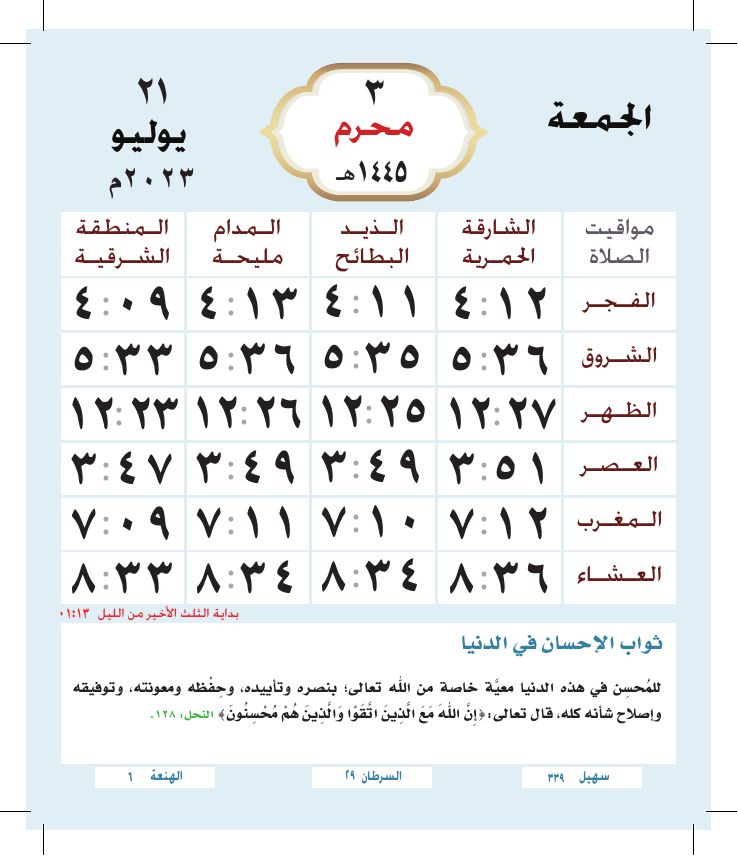 الجمعة
٣
محرم
١٤٤٥هـ
٢١
يوليو
٢٠٢٣م
مواقيت الصلاة | الشارقة الحمرية | الذيد البطائح | المدام مليحة | المنطقة الشرقية
الفجر ٤:١٢ ٤:١١ ٤:١٣ ٤:٠٩
الشروق ٥:٣٦ ٥:٣٥ ٥:٣٦ ٥:٣٣
الظهر ١٢:٢٧ ١٢:٢٥ ١٢:٢٦ ١٢:٢٣
العصر ٣:٥١ ٣:٤٩ ٣:٤٩ ٣:٤٧
المغرب ٧:١٢ ٧:١٠ ٧:١١ ٧:٠٩
العشاء ٨:٣٦ ٨:٣٤ ٨:٣٤ ٨:٣٣
بداية الثلث الأخير من الليل ٠١:١٣
ثواب الإحسان في الدنيا
للمُحسِن في هذه الدنيا معيَّة خاصة من الله تعالى؛ بنصره وتأييده، وحِفْظه ومعونته، وتوفيقه
وإصلاح شأنه كله، قال تعالى: ﴿إِنَّ اللهَ مَعَ الَّذِينَ اتَّقَوْا وَالَّذِينَ هُمْ مُحْسِنُونَ﴾ النحل: ١٢٨.
سهيل ٣٣٩
السرطان ٢٩
الهنعة ٦